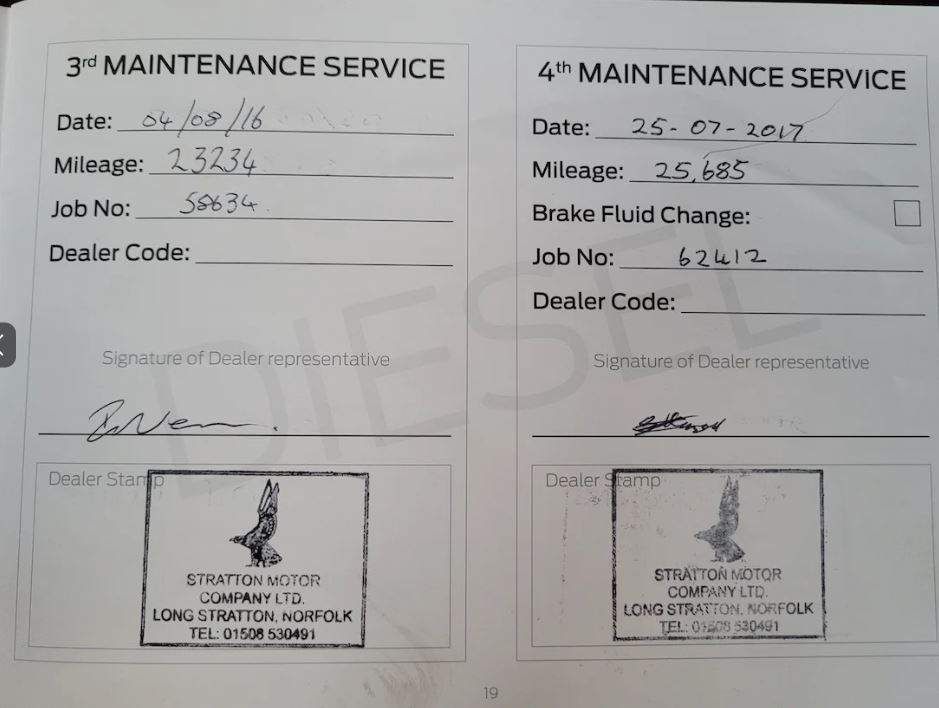 3rd MAINTENANCE SERVICE
Date: 04/08/16
Mileage: 23234
Job No: 58634
Dealer Code:
Signature of Dealer representative
Dealer Stamp
STRATTON MOTOR
COMPANY LTD.
LONG STRATTON, NORFOLK
TEL: 01508 530491
4th MAINTENANCE SERVICE
Date: 25-07-2017
Mileage: 25,685
Brake Fluid Change:
Job No: 62412
Dealer Code:
Signature of Dealer representative
Dealer Stamp
STRATTON MOTOR
COMPANY LTD.
LONG STRATTON, NORFOLK
TEL: 01508 530491
DIESEL
19